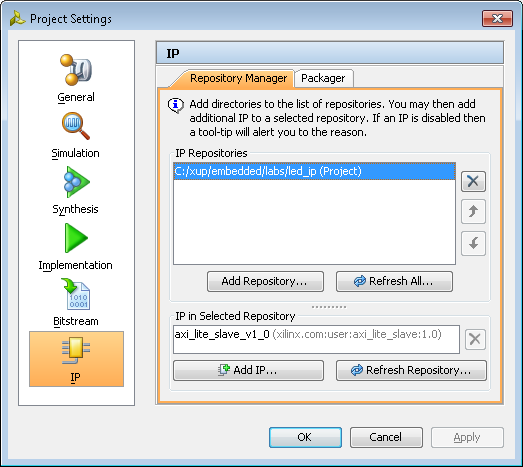 Project Settings
General
Simulation
Synthesis
Implementation
Bitstream
IP
IP
Repository Manager
Packager
Add directories to the list of repositories. You may then add
additional IP to a selected repository. If an IP is disabled then
a tool-tip will alert you to the reason.
IP Repositories
C:/xup/embedded/labs/led_ip (Project)
Add Repository...
Refresh All...
IP in Selected Repository
axi_lite_slave_v1_0 (xilinx.com:user:axi_lite_slave:1.0)
Add IP...
Refresh Repository...
OK
Cancel
Apply